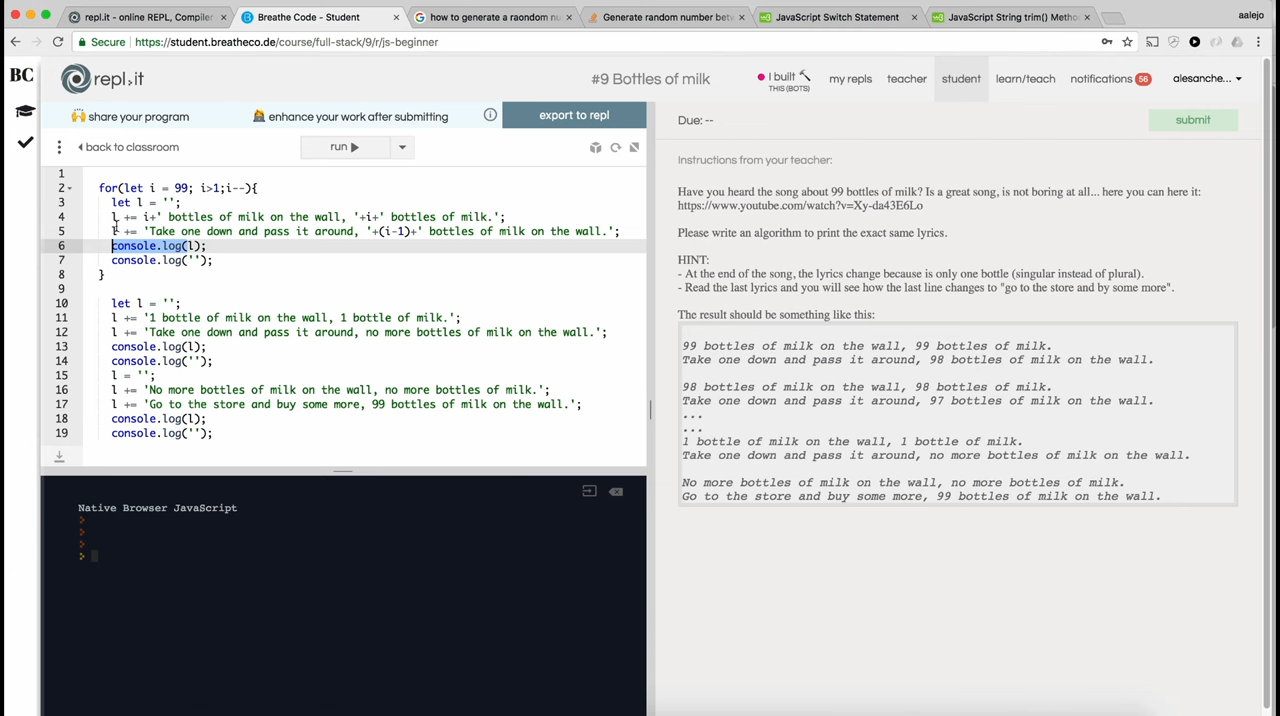 repl.it - online REPL, Compiler
Breathe Code - Student
how to generate a raondom nu
Generate random number betw
JavaScript Switch Statement
JavaScript String trim() Metho
aalejo
Secure
https://student.breatheco.de/course/full-stack/9/r/js-beginner
BC
repl.it
#9 Bottles of milk
I built
THIS (BOTS)
my repls
teacher
student
learn/teach
notifications 56
alesanche...
share your program
enhance your work after submitting
export to repl
Due: --
submit
back to classroom
run
Instructions from your teacher:
Have you heard the song about 99 bottles of milk? Is a great song, is not boring at all... here you can here it:
https://www.youtube.com/watch?v=Xy-da43E6Lo
Please write an algorithm to print the exact same lyrics.
HINT:
- At the end of the song, the lyrics change because is only one bottle (singular instead of plural).
- Read the last lyrics and you will see how the last line changes to "go to the store and by some more".
The result should be something like this:
99 bottles of milk on the wall, 99 bottles of milk.
Take one down and pass it around, 98 bottles of milk on the wall.
98 bottles of milk on the wall, 98 bottles of milk.
Take one down and pass it around, 97 bottles of milk on the wall.
...
...
1 bottle of milk on the wall, 1 bottle of milk.
Take one down and pass it around, no more bottles of milk on the wall.
No more bottles of milk on the wall, no more bottles of milk.
Go to the store and buy some more, 99 bottles of milk on the wall.
1
2 for(let i = 99; i>1;i--){
3 let l = '';
4 l += i+' bottles of milk on the wall, '+i+' bottles of milk.';
5 l += 'Take one down and pass it around, '+(i-1)+' bottles of milk on the wall.';
6 console.log(l);
7 console.log('');
8 }
9
10 let l = '';
11 l += '1 bottle of milk on the wall, 1 bottle of milk.';
12 l += 'Take one down and pass it around, no more bottles of milk on the wall.';
13 console.log(l);
14 console.log('');
15 l = '';
16 l += 'No more bottles of milk on the wall, no more bottles of milk.';
17 l += 'Go to the store and buy some more, 99 bottles of milk on the wall.';
18 console.log(l);
19 console.log('');
Native Browser JavaScript
>
>
>
>